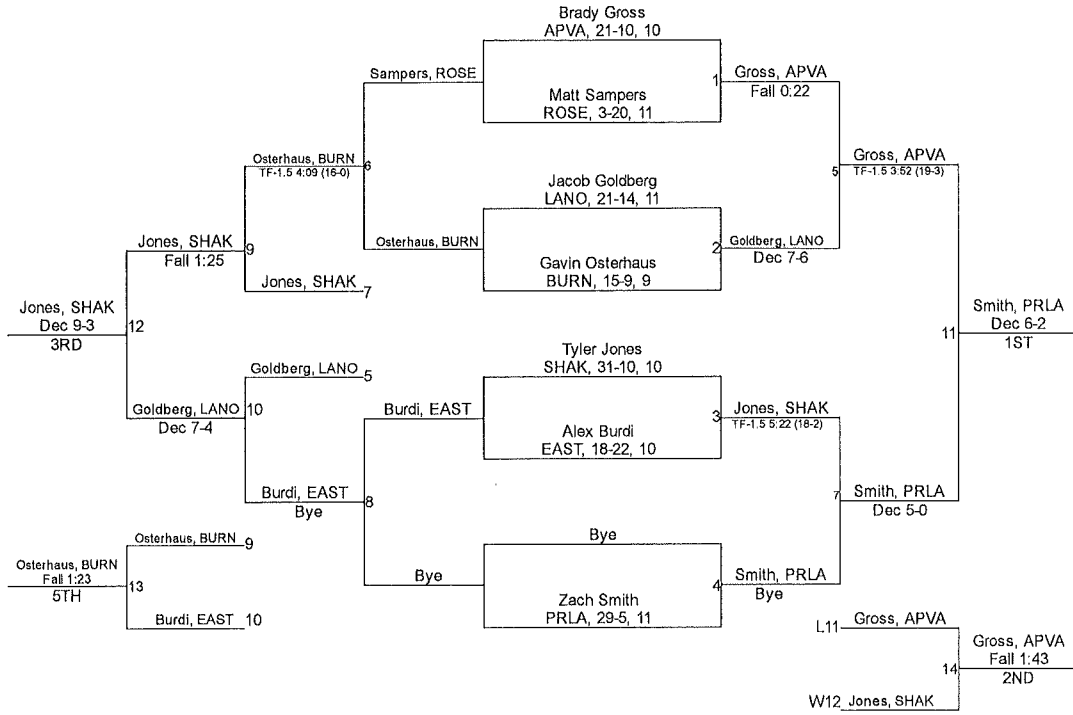 Brady Gross
APVA, 21-10, 10
Sampers, ROSE
1
Gross, APVA
Fall 0:22
Matt Sampers
ROSE, 3-20, 11
Osterhaus, BURN
TF-1.5 4:09 (16-0)
6
5
Gross, APVA
TF-1.5 3:52 (19-3)
Jacob Goldberg
LANO, 21-14, 11
Jones, SHAK
Fall 1:25
9
Osterhaus, BURN
2
Goldberg, LANO
Dec 7-6
Gavin Osterhaus
BURN, 15-9, 9
Jones, SHAK
7
Jones, SHAK
Dec 9-3
3RD
12
11
Smith, PRLA
Dec 6-2
1ST
Tyler Jones
SHAK, 31-10, 10
Goldberg, LANO
5
Goldberg, LANO
Dec 7-4
10
Burdi, EAST
3
Jones, SHAK
TF-1.5 5:22 (18-2)
Alex Burdi
EAST, 18-22, 10
Burdi, EAST
Bye
8
7
Smith, PRLA
Dec 5-0
Bye
Osterhaus, BURN
9
Osterhaus, BURN
Fall 1:23
5TH
13
Bye
4
Smith, PRLA
Bye
Zach Smith
PRLA, 29-5, 11
Burdi, EAST
10
L11
Gross, APVA
14
Gross, APVA
Fall 1:43
2ND
W12
Jones, SHAK